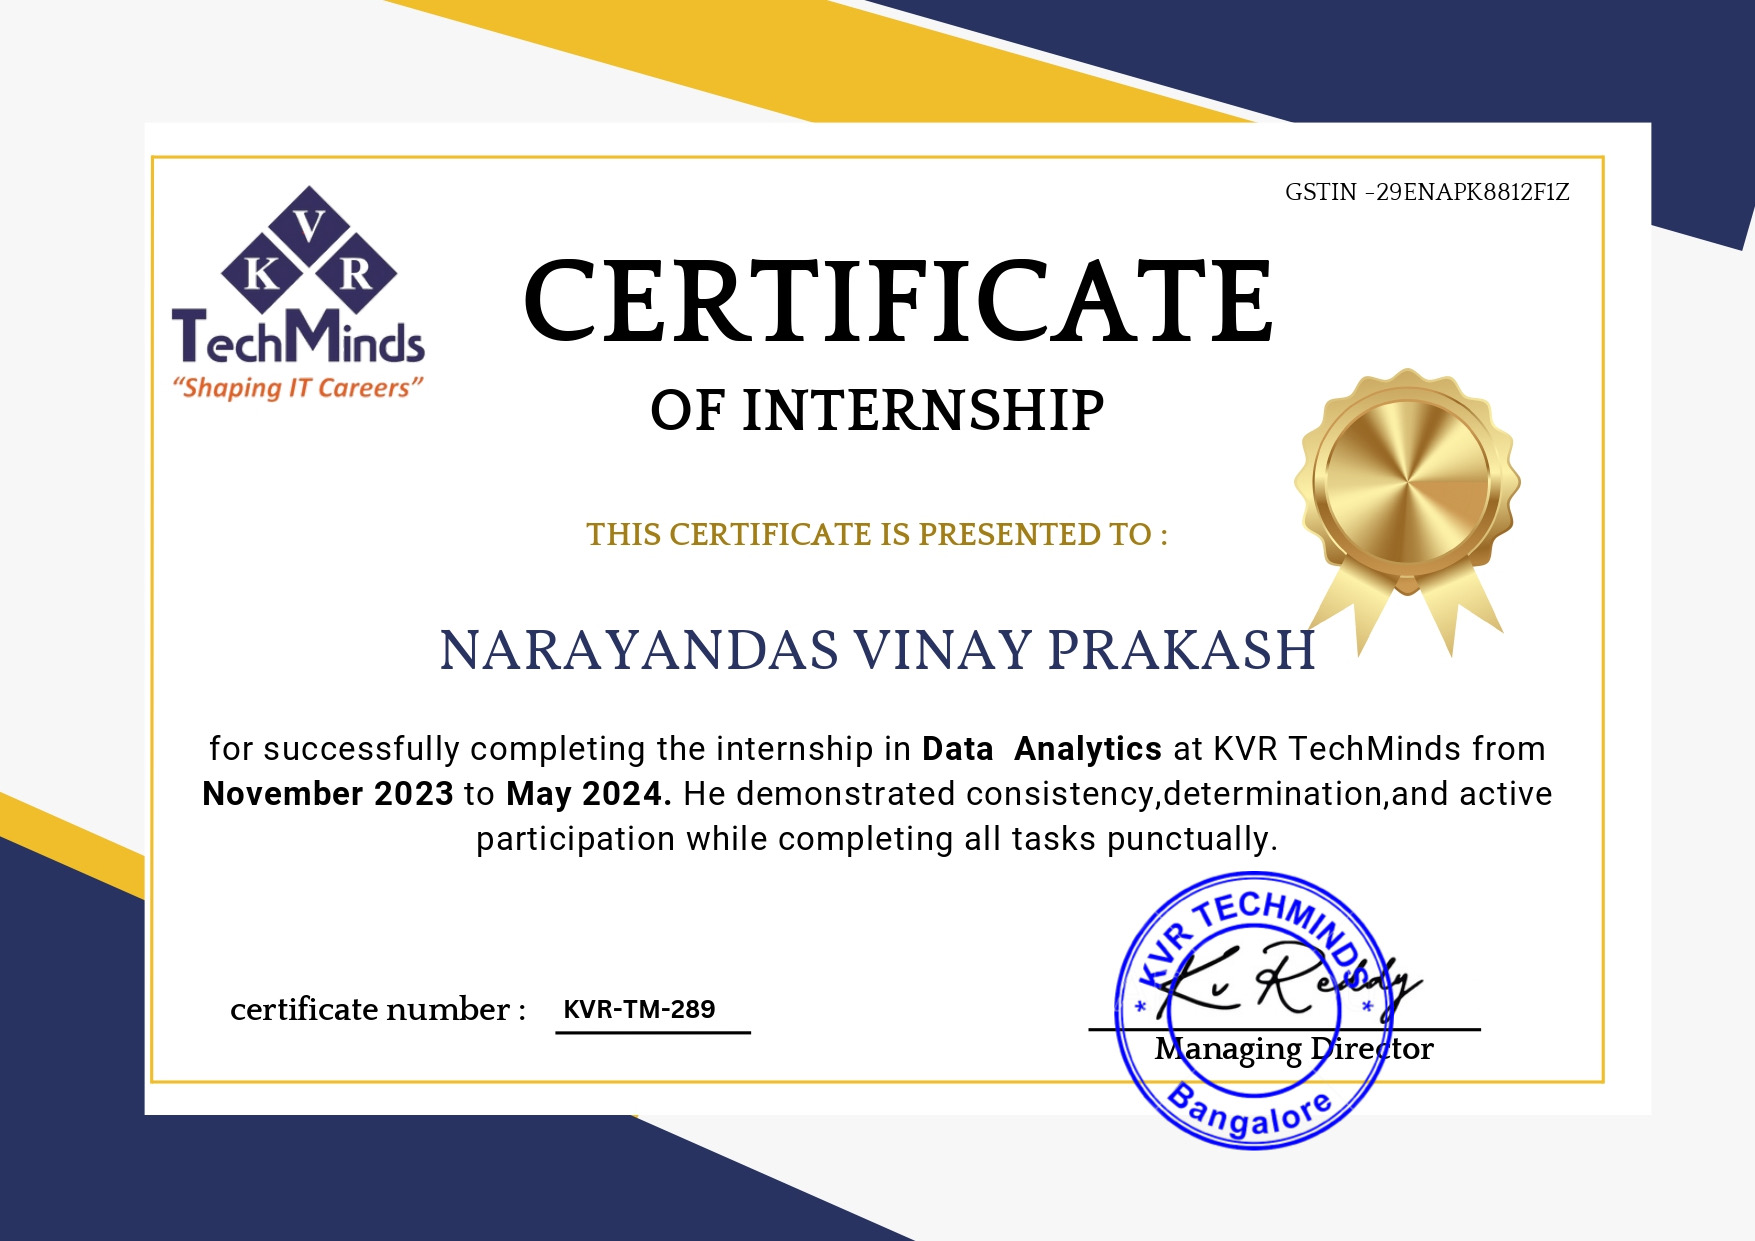 GSTIN -29ENAPK8812F1Z
V
K R
TechMinds
“Shaping IT Careers”
CERTIFICATE
OF INTERNSHIP
THIS CERTIFICATE IS PRESENTED TO :
NARAYANDAS VINAY PRAKASH
for successfully completing the internship in Data Analytics at KVR TechMinds from
November 2023 to May 2024. He demonstrated consistency,determination,and active
participation while completing all tasks punctually.
certificate number : KVR-TM-289
* KVR TECHMINDS *
Kv Reddy
Managing Director
Bangalore